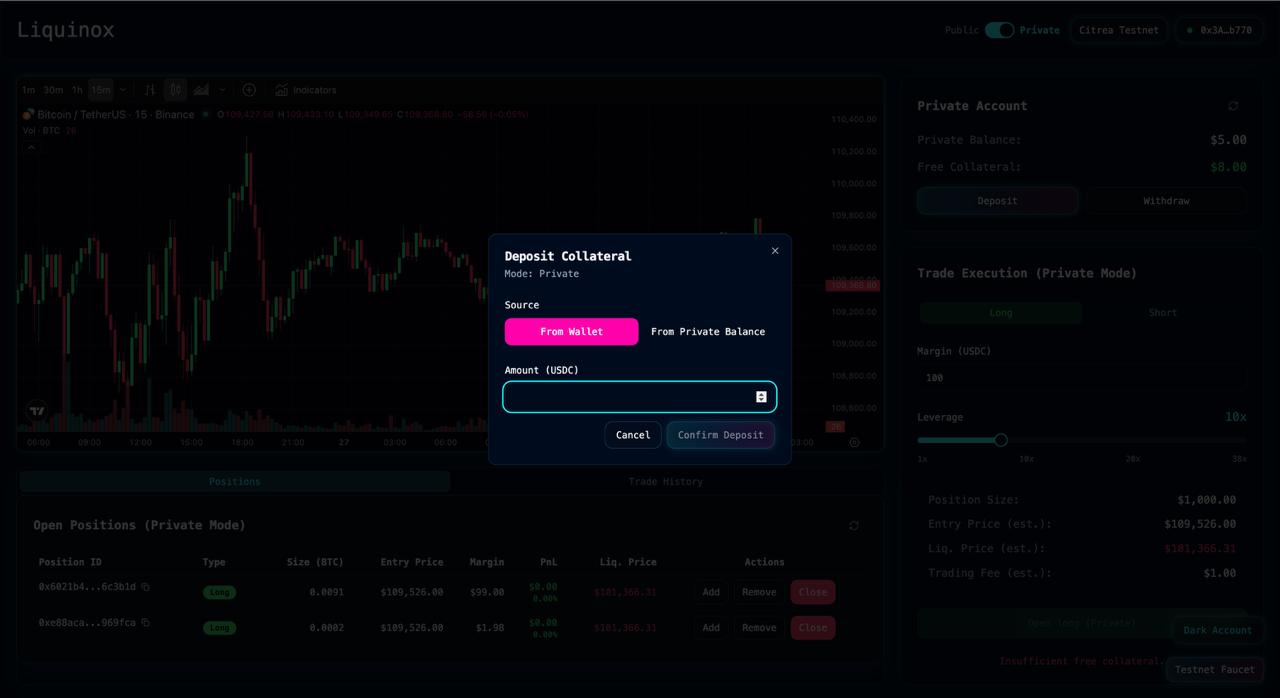 Liquinox
Public Private Citrea Testnet 0x3A…b770
1m 30m 1h 15m Indicators
Bitcoin / TetherUS · 15 · Binance O109,427.56 H109,433.10 L109,349.65 C109,368.80 −58.56 (−0.05%)
Vol · BTC 26
110,400.00
110,200.00
110,000.00
109,800.00
109,600.00
109,368.80
109,200.00
109,000.00
108,800.00
108,600.00
26
06:00 09:00 12:00 15:00 18:00 21:00 27 03:00 06:00 03:00
Private Account
Private Balance: $5.00
Free Collateral: $8.00
Deposit Withdraw
Trade Execution (Private Mode)
Long Short
Margin (USDC)
100
Leverage 10x
1x 10x 20x 38x
Position Size: $1,000.00
Entry Price (est.): $109,526.00
Liq. Price (est.): $101,366.31
Trading Fee (est.): $1.00
Open long (Private)
Insufficient free collateral.
Dark Account
Testnet Faucet
Deposit Collateral
Mode: Private
Source
From Wallet From Private Balance
Amount (USDC)
Cancel Confirm Deposit
Positions Trade History
Open Positions (Private Mode)
Position ID Type Size (BTC) Entry Price Margin PnL Liq. Price Actions
0x6021b4...6c3b1d Long 0.0091 $109,526.00 $99.00 $0.00 0.00% $101,366.31 Add Remove Close
0xe88aca...969fca Long 0.0002 $109,526.00 $1.98 $0.00 0.00% $101,366.31 Add Remove Close